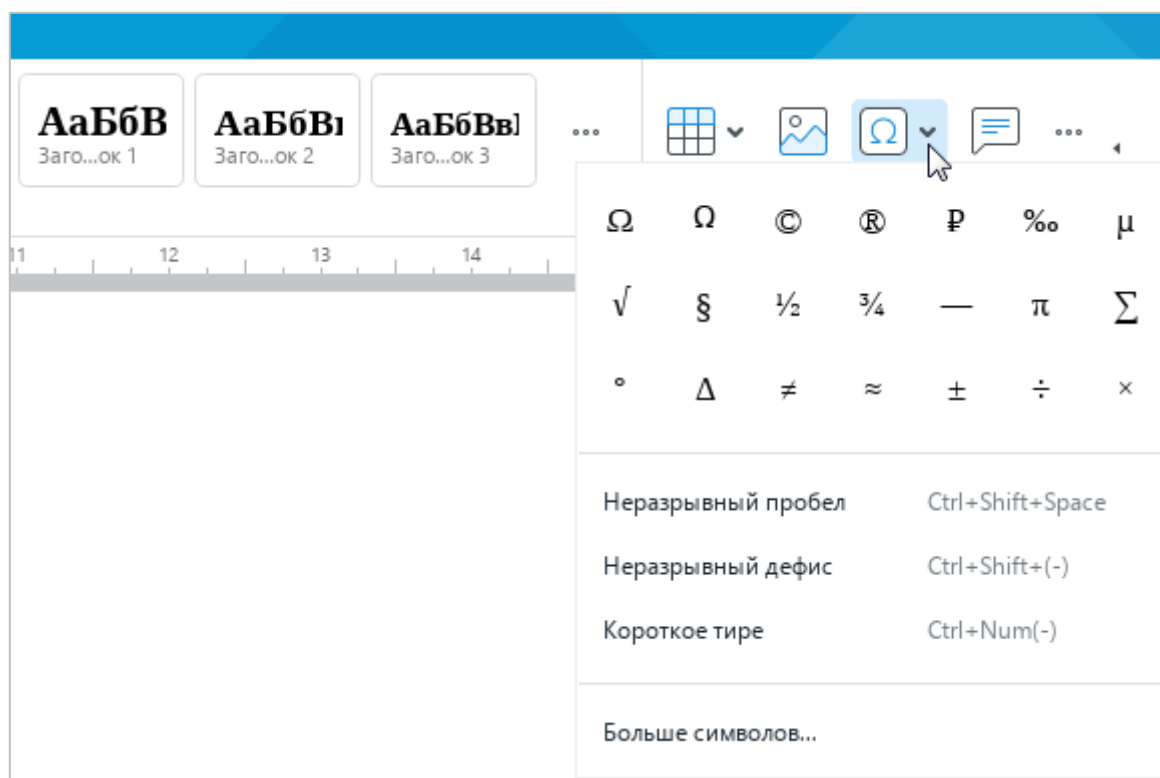 АаБбВ АаБбВı АаБбВвІ
Заго...ок 1 Заго...ок 2 Заго...ок 3
Ω Ω © ® ₽ ‰ µ
11 12 13 14
√ § ½ ¾ — π ∑
° Δ ≠ ≈ ± ÷ ×
Неразрывный пробел Ctrl+Shift+Space
Неразрывный дефис Ctrl+Shift+(-)
Короткое тире Ctrl+Num(-)
Больше символов...